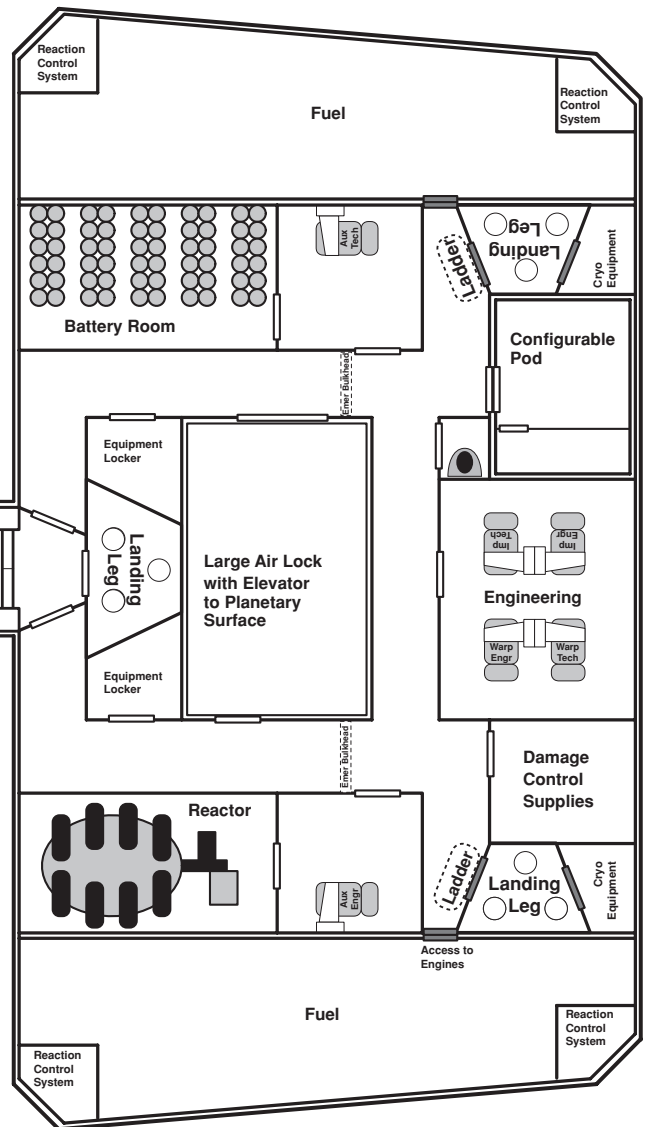 Reaction
Control
System
Fuel
Reaction
Control
System
Aux
Tech
Ladder
Landing
Leg
Cryo
Equipment
Battery Room
Configurable
Pod
Emer Bulkhead
Equipment
Locker
Landing
Leg
Large Air Lock
with Elevator
to Planetary
Surface
Imp
Tech
Imp
Engr
Engineering
Warp
Engr
Warp
Tech
Equipment
Locker
Emer Bulkhead
Damage
Control
Supplies
Reactor
Aux
Engr
Ladder
Landing
Leg
Cryo
Equipment
Access to
Engines
Fuel
Reaction
Control
System
Reaction
Control
System